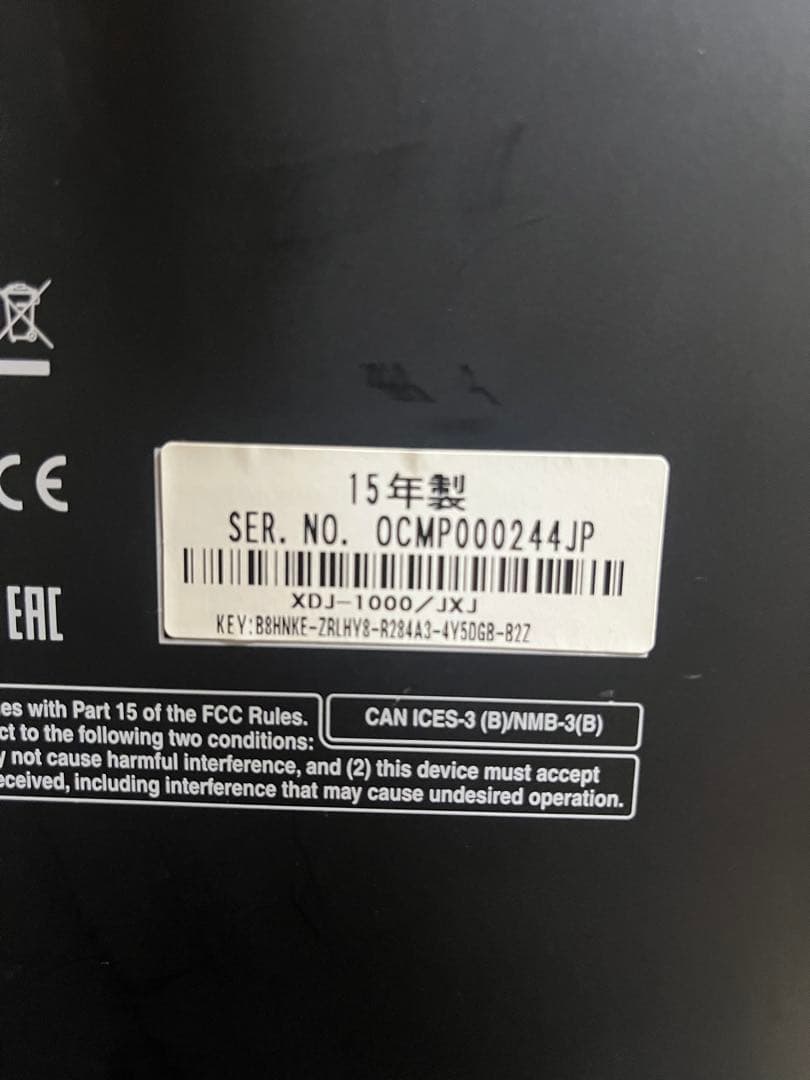 CE
EAC
15年製
SER. NO. OCMP000244JP
XDJ-1000/JXJ
KEY:B8HNKE-ZRLHY8-R284A3-4Y5DGB-B2Z
es with Part 15 of the FCC Rules.
ct to the following two conditions:
CAN ICES-3 (B)/NMB-3(B)
y not cause harmful interference, and (2) this device must accept
eceived, including interference that may cause undesired operation.